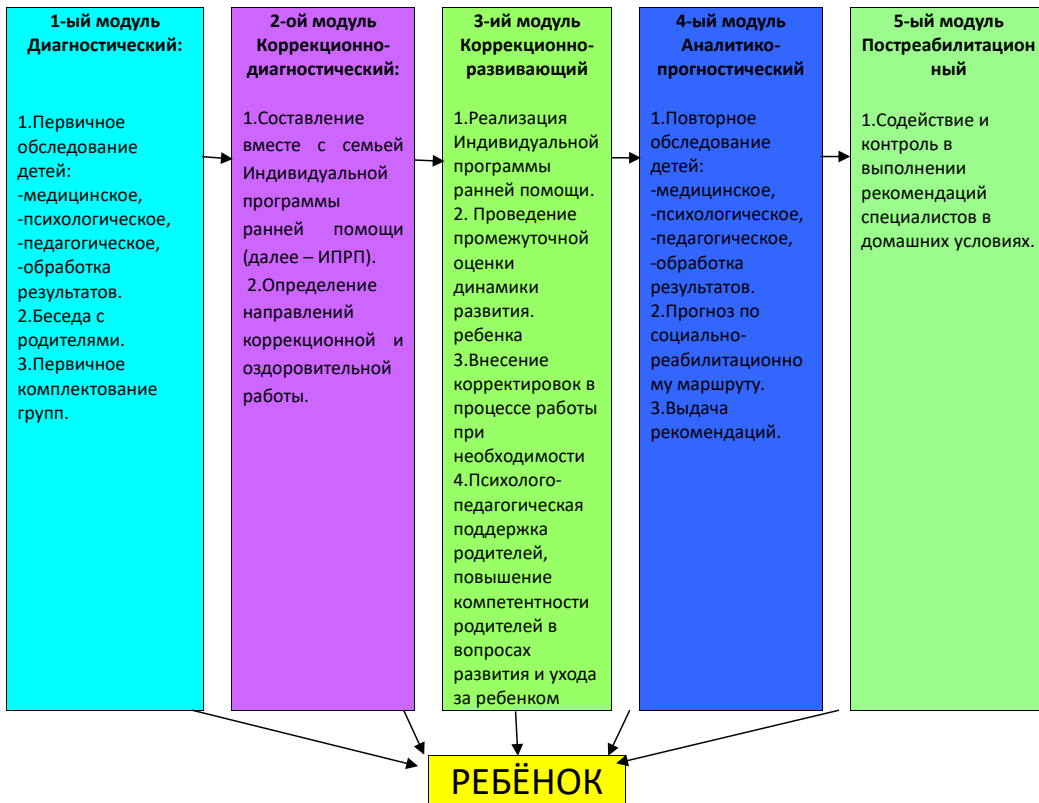 1-ый модуль
Диагностический:
1.Первичное
обследование
детей:
-медицинское,
-психологическое,
-педагогическое,
-обработка
результатов.
2.Беседа с
родителями.
3.Первичное
комплектование
групп.
2-ой модуль
Коррекционно-
диагностический:
1.Составление
вместе с семьей
Индивидуальной
программы
ранней помощи
(далее – ИПРП).
2.Определение
направлений
коррекционной и
оздоровительной
работы.
3-ий модуль
Коррекционно-
развивающий
1.Реализация
Индивидуальной
программы
ранней помощи.
2. Проведение
промежуточной
оценки
динамики
развития.
ребенка
3.Внесение
корректировок в
процессе работы
при
необходимости
4.Психолого-
педагогическая
поддержка
родителей,
повышение
компетентности
родителей в
вопросах
развития и ухода
за ребенком
4-ый модуль
Аналитико-
прогностический
1.Повторное
обследование
детей:
-медицинское,
-психологическое,
-педагогическое,
-обработка
результатов.
2.Прогноз по
социально-
реабилитационно
му маршруту.
3.Выдача
рекомендаций.
5-ый модуль
Постреабилитацион
ный
1.Содействие и
контроль в
выполнении
рекомендаций
специалистов в
домашних условиях.
РЕБЁНОК